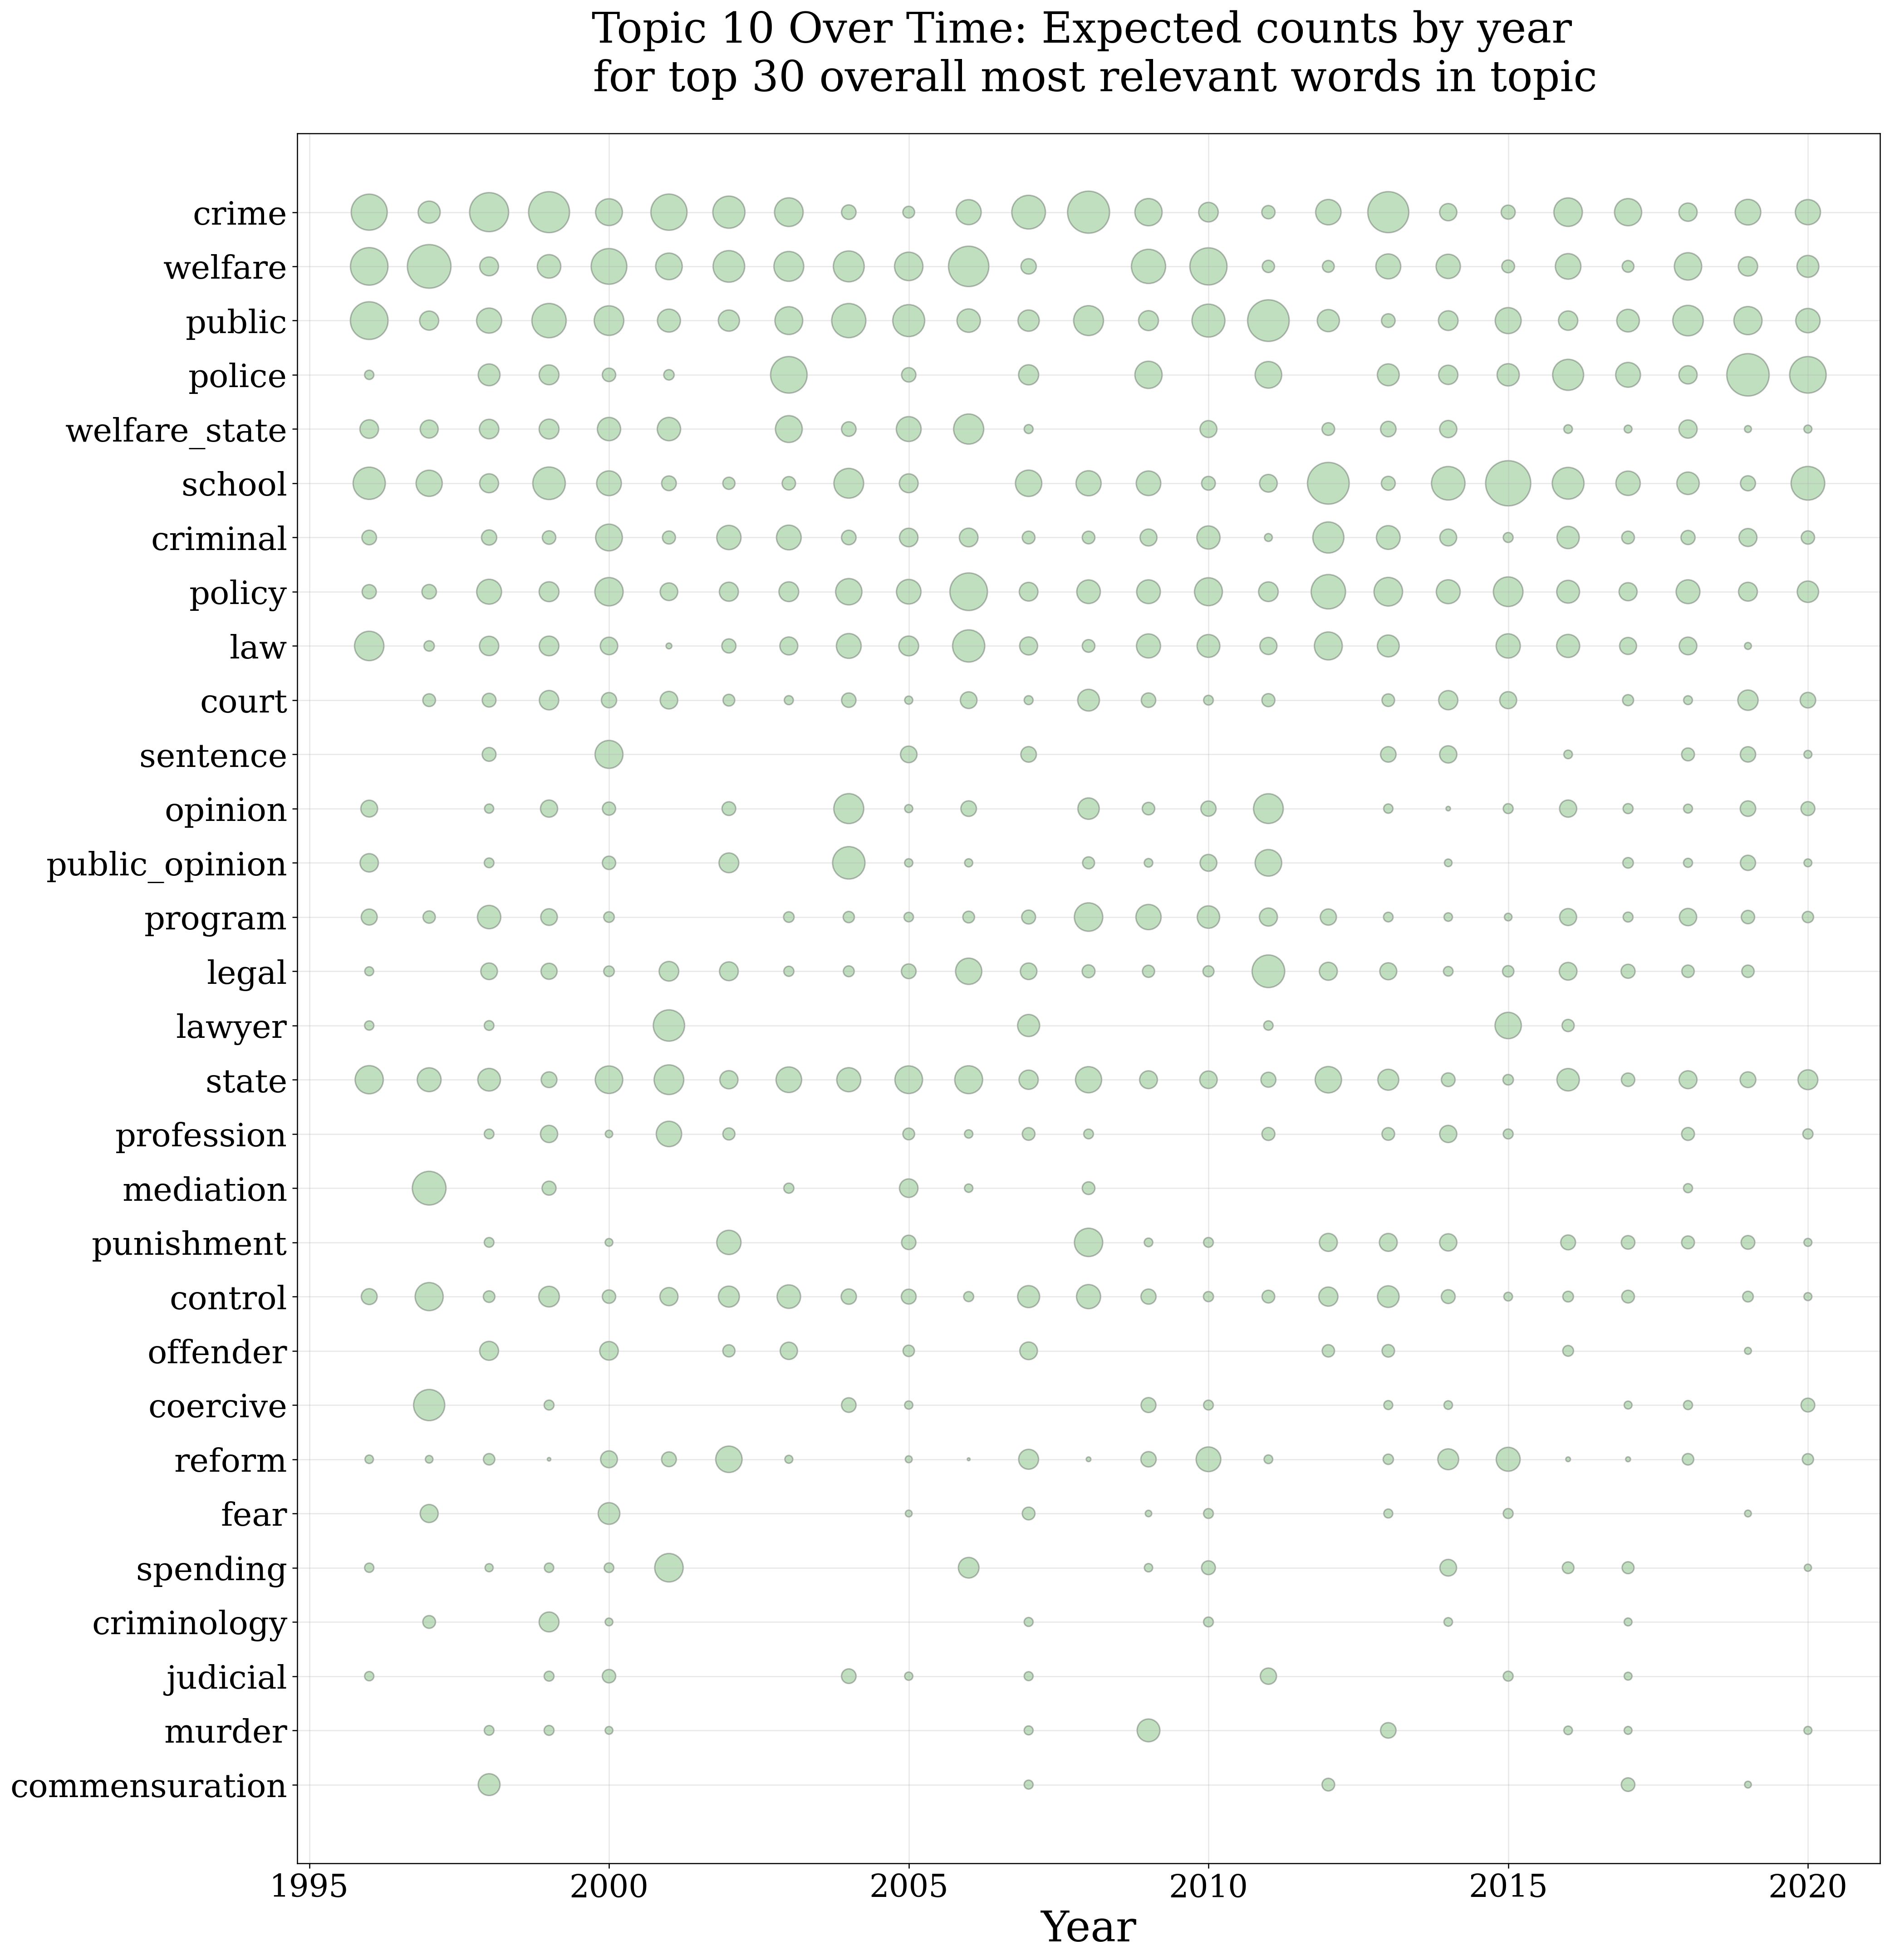 Topic 10 Over Time: Expected counts by year
for top 30 overall most relevant words in topic
crime
welfare
public
police
welfare_state
school
criminal
policy
law
court
sentence
opinion
public_opinion
program
legal
lawyer
state
profession
mediation
punishment
control
offender
coercive
reform
fear
spending
criminology
judicial
murder
commensuration
1995 2000 2005 2010 2015 2020
Year